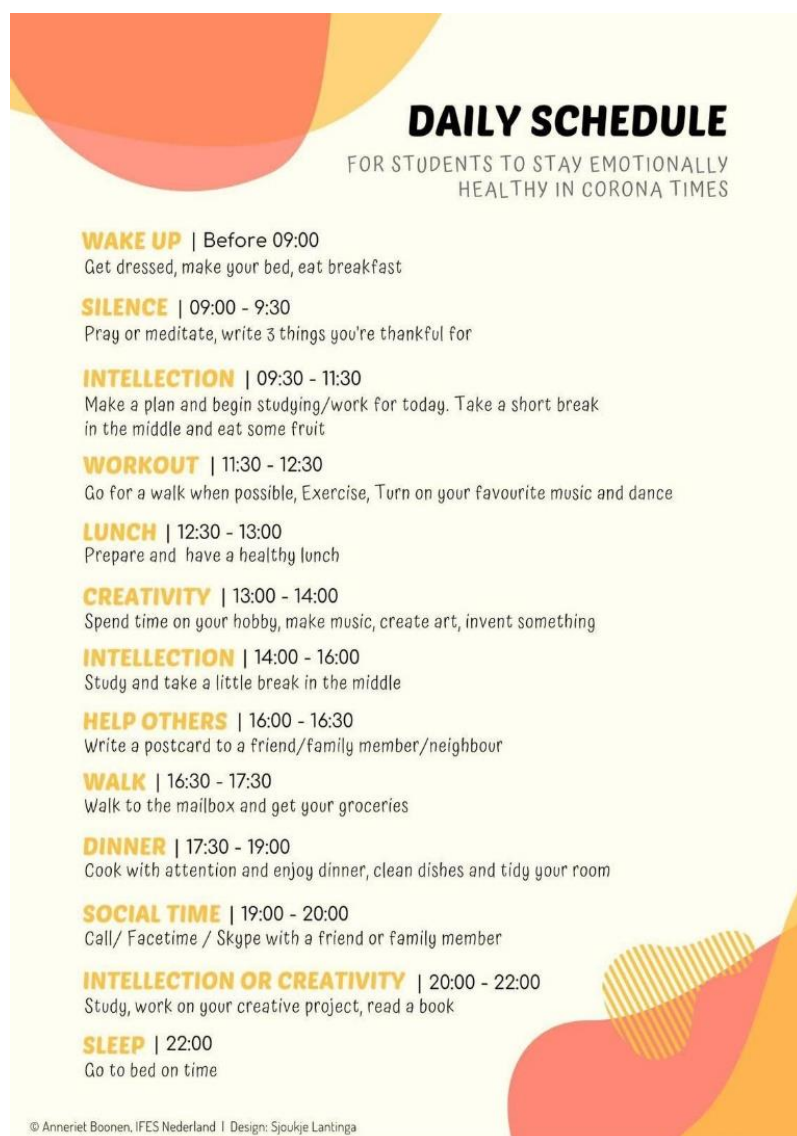 DAILY SCHEDULE
FOR STUDENTS TO STAY EMOTIONALLY
HEALTHY IN CORONA TIMES
WAKE UP | Before 09:00
Get dressed, make your bed, eat breakfast
SILENCE | 09:00 - 9:30
Pray or meditate, write 3 things you're thankful for
INTELLECTION | 09:30 - 11:30
Make a plan and begin studying/work for today. Take a short break
in the middle and eat some fruit
WORKOUT | 11:30 - 12:30
Go for a walk when possible, Exercise, Turn on your favourite music and dance
LUNCH | 12:30 - 13:00
Prepare and have a healthy lunch
CREATIVITY | 13:00 - 14:00
Spend time on your hobby, make music, create art, invent something
INTELLECTION | 14:00 - 16:00
Study and take a little break in the middle
HELP OTHERS | 16:00 - 16:30
Write a postcard to a friend/family member/neighbour
WALK | 16:30 - 17:30
Walk to the mailbox and get your groceries
DINNER | 17:30 - 19:00
Cook with attention and enjoy dinner, clean dishes and tidy your room
SOCIAL TIME | 19:00 - 20:00
Call/ Facetime / Skype with a friend or family member
INTELLECTION OR CREATIVITY | 20:00 - 22:00
Study, work on your creative project, read a book
SLEEP | 22:00
Go to bed on time
© Anneriet Boonen, IFES Nederland | Design: Sjoukje Lantinga